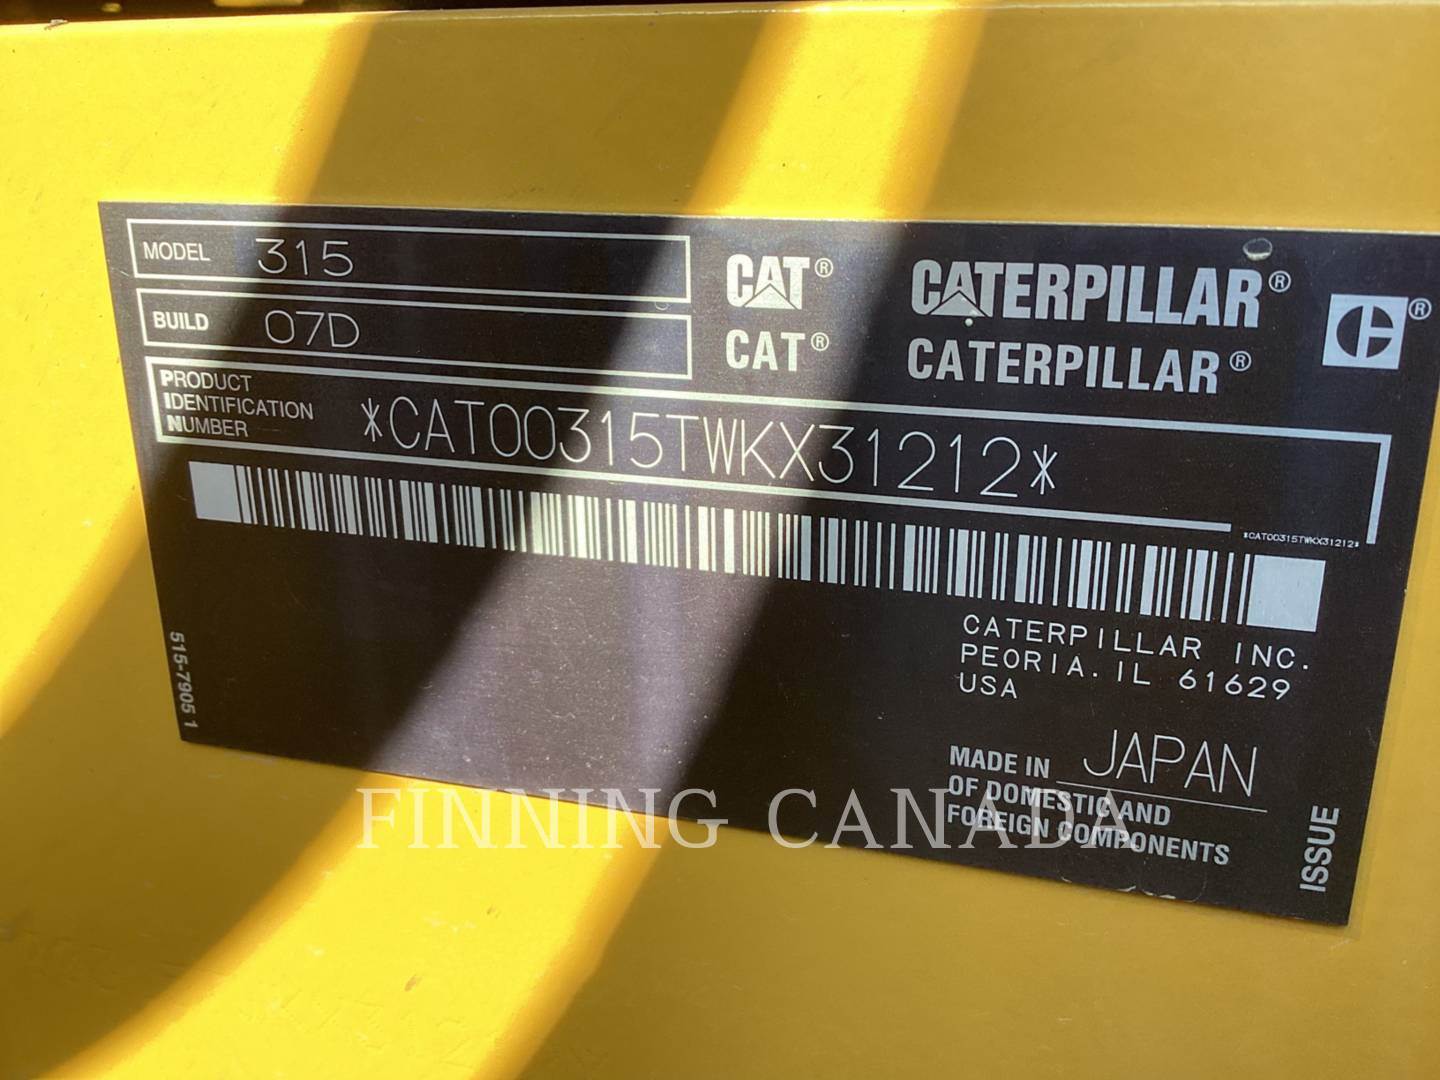 MODEL 315
BUILD 07D
PRODUCT
IDENTIFICATION
NUMBER
*CAT00315TWKX31212*
CAT® CATERPILLAR® ®
CAT® CATERPILLAR®
*CAT00315TWKX31212*
CATERPILLAR INC.
PEORIA. IL 61629
USA
515-7905 1
MADE IN JAPAN
OF DOMESTIC AND
FOREIGN COMPONENTS
ISSUE
FINNING CANADA